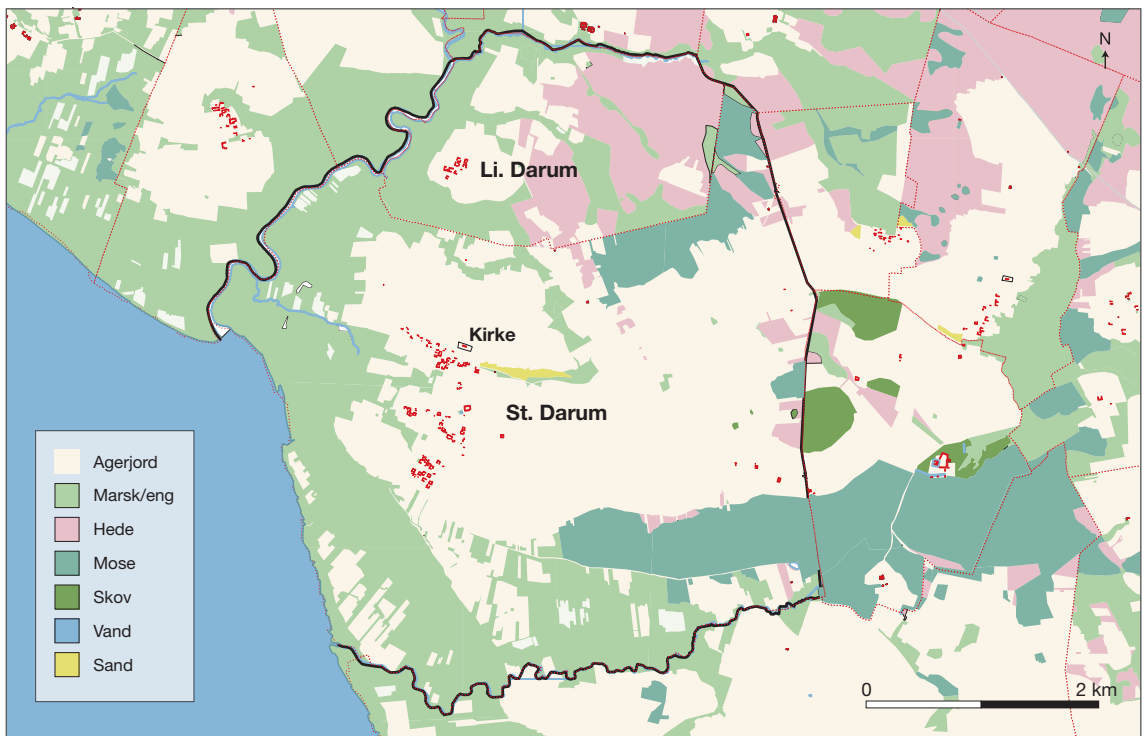 N
Li. Darum
Kirke
St. Darum
Agerjord
Marsk/eng
Hede
Mose
Skov
Vand
Sand
0 2 km